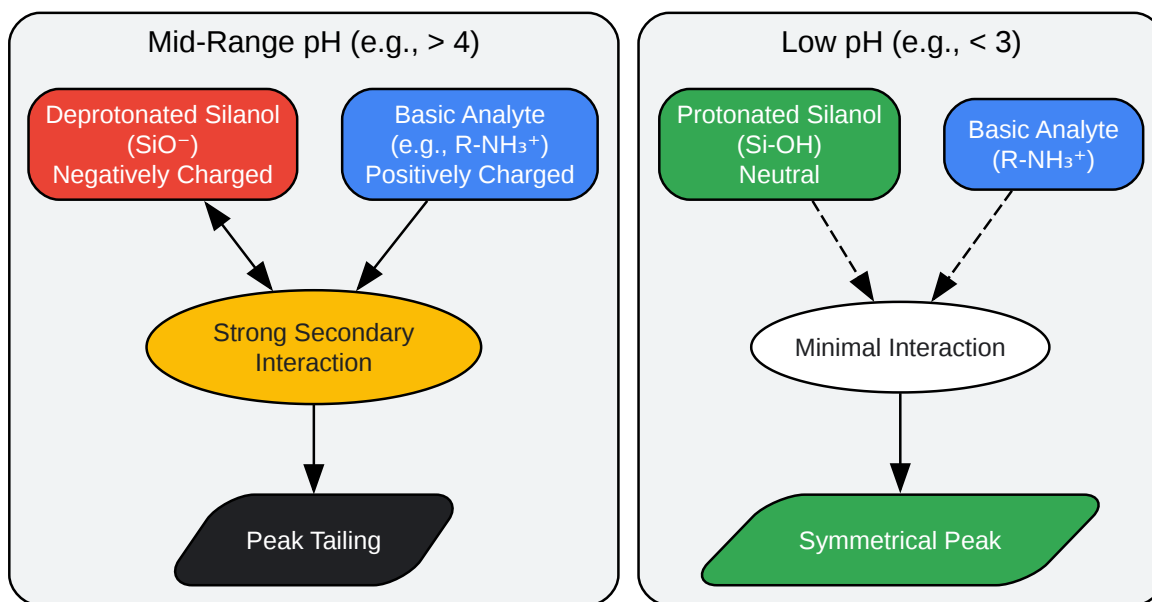 Mid-Range pH (e.g., > 4)
Deprotonated Silanol
(SiO⁻)
Negatively Charged
Basic Analyte
(e.g., R-NH₃⁺)
Positively Charged
Strong Secondary
Interaction
Peak Tailing
Low pH (e.g., < 3)
Protonated Silanol
(Si-OH)
Neutral
Basic Analyte
(R-NH₃⁺)
Minimal Interaction
Symmetrical Peak